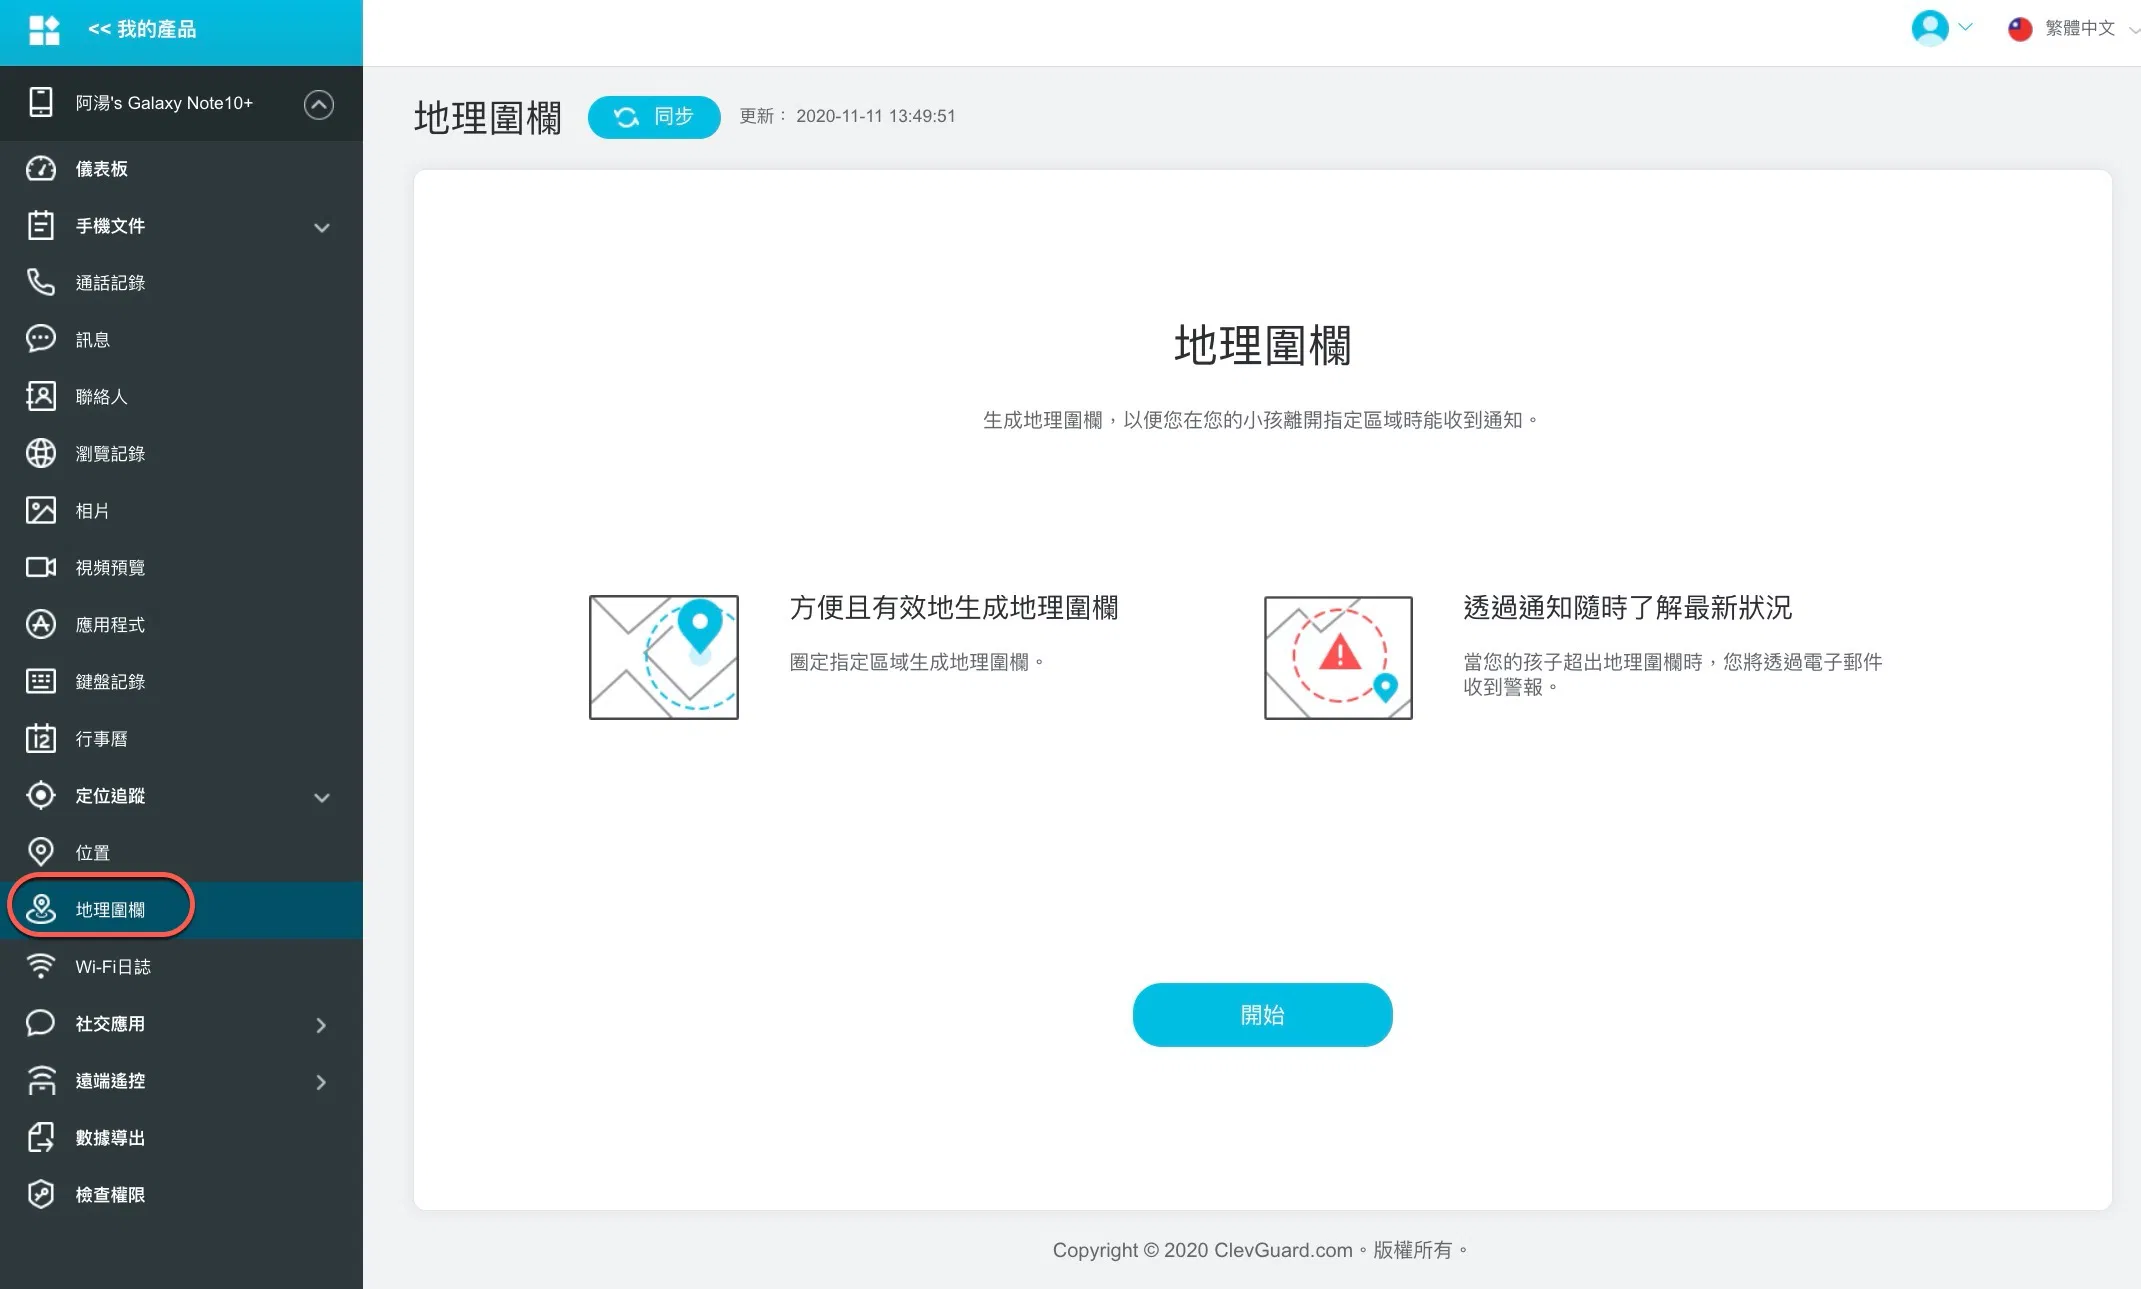 << 我的產品
繁體中文
阿湯's Galaxy Note10+
儀表板
手機文件
通話記錄
訊息
聯絡人
瀏覽記錄
相片
視頻預覽
應用程式
鍵盤記錄
12
行事曆
定位追蹤
位置
地理圍欄
Wi-Fi日誌
社交應用
遠端遙控
數據導出
檢查權限
地理圍欄
同步
更新： 2020-11-11 13:49:51
地理圍欄
生成地理圍欄，以便您在您的小孩離開指定區域時能收到通知。
方便且有效地生成地理圍欄
圈定指定區域生成地理圍欄。
透過通知隨時了解最新狀況
當您的孩子超出地理圍欄時，您將透過電子郵件
收到警報。
開始
Copyright © 2020 ClevGuard.com。版權所有。